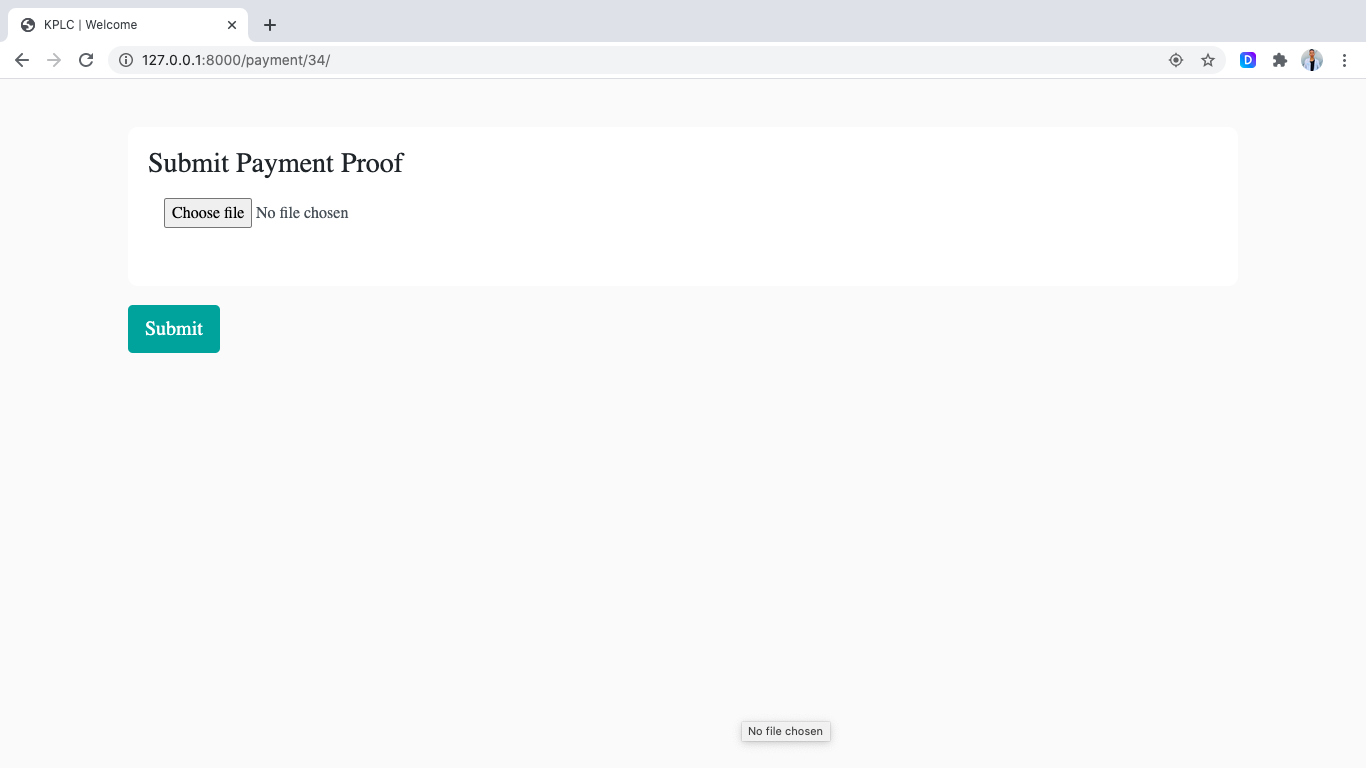 KPLC | Welcome
127.0.0.1:8000/payment/34/
D
Submit Payment Proof
Choose file No file chosen
Submit
No file chosen